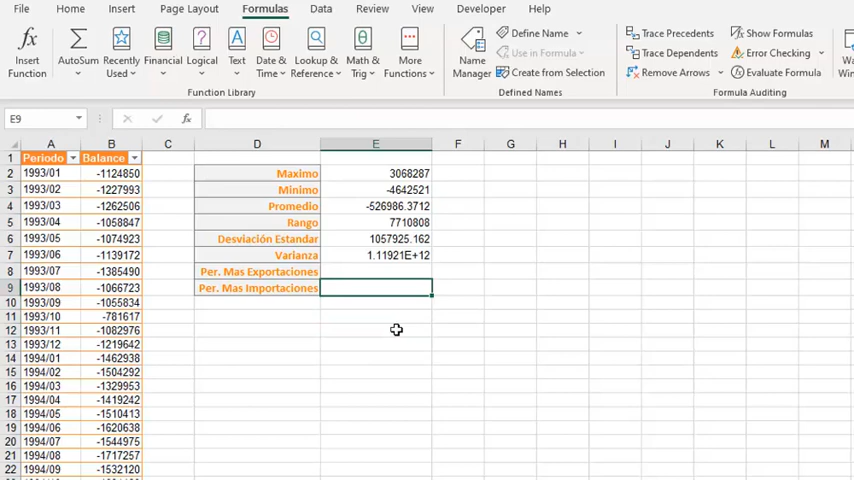 File Home Insert Page Layout Formulas Data Review View Developer Help
fx Insert Function
Σ AutoSum
Recently Used
Financial
Logical
Text
Date & Time
Lookup & Reference
Math & Trig
More Functions
Function Library
Name Manager
Define Name
Use in Formula
Create from Selection
Defined Names
Trace Precedents
Trace Dependents
Remove Arrows
Show Formulas
Error Checking
Evaluate Formula
Formula Auditing
E9 fx
A B C D E F G H I J K L M
1 Periodo Balance
2 1993/01 -1124850 Maximo 3068287
3 1993/02 -1227993 Minimo -4642521
4 1993/03 -1262506 Promedio -526986.3712
5 1993/04 -1058847 Rango 7710808
6 1993/05 -1074923 Desviación Estandar 1057925.162
7 1993/06 -1139172 Varianza 1.11921E+12
8 1993/07 -1385490 Per. Mas Exportaciones
9 1993/08 -1066723 Per. Mas Importaciones
10 1993/09 -1055834
11 1993/10 -781617
12 1993/11 -1082976
13 1993/12 -1219642
14 1994/01 -1462938
15 1994/02 -1504292
16 1994/03 -1329953
17 1994/04 -1419242
18 1994/05 -1510413
19 1994/06 -1620638
20 1994/07 -1544975
21 1994/08 -1717257
22 1994/09 -1532120